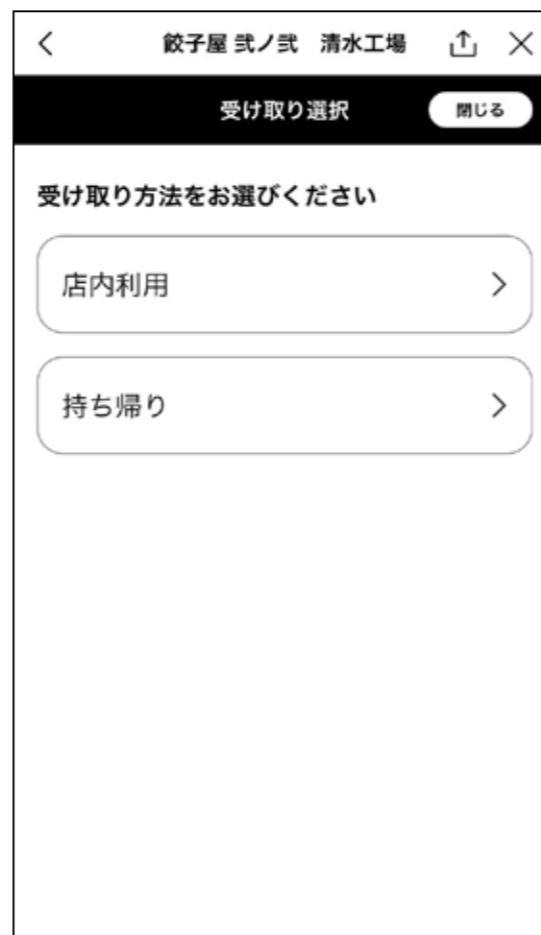 餃子屋 弐ノ弐　清水工場
受け取り選択
閉じる
受け取り方法をお選びください
店内利用
持ち帰り